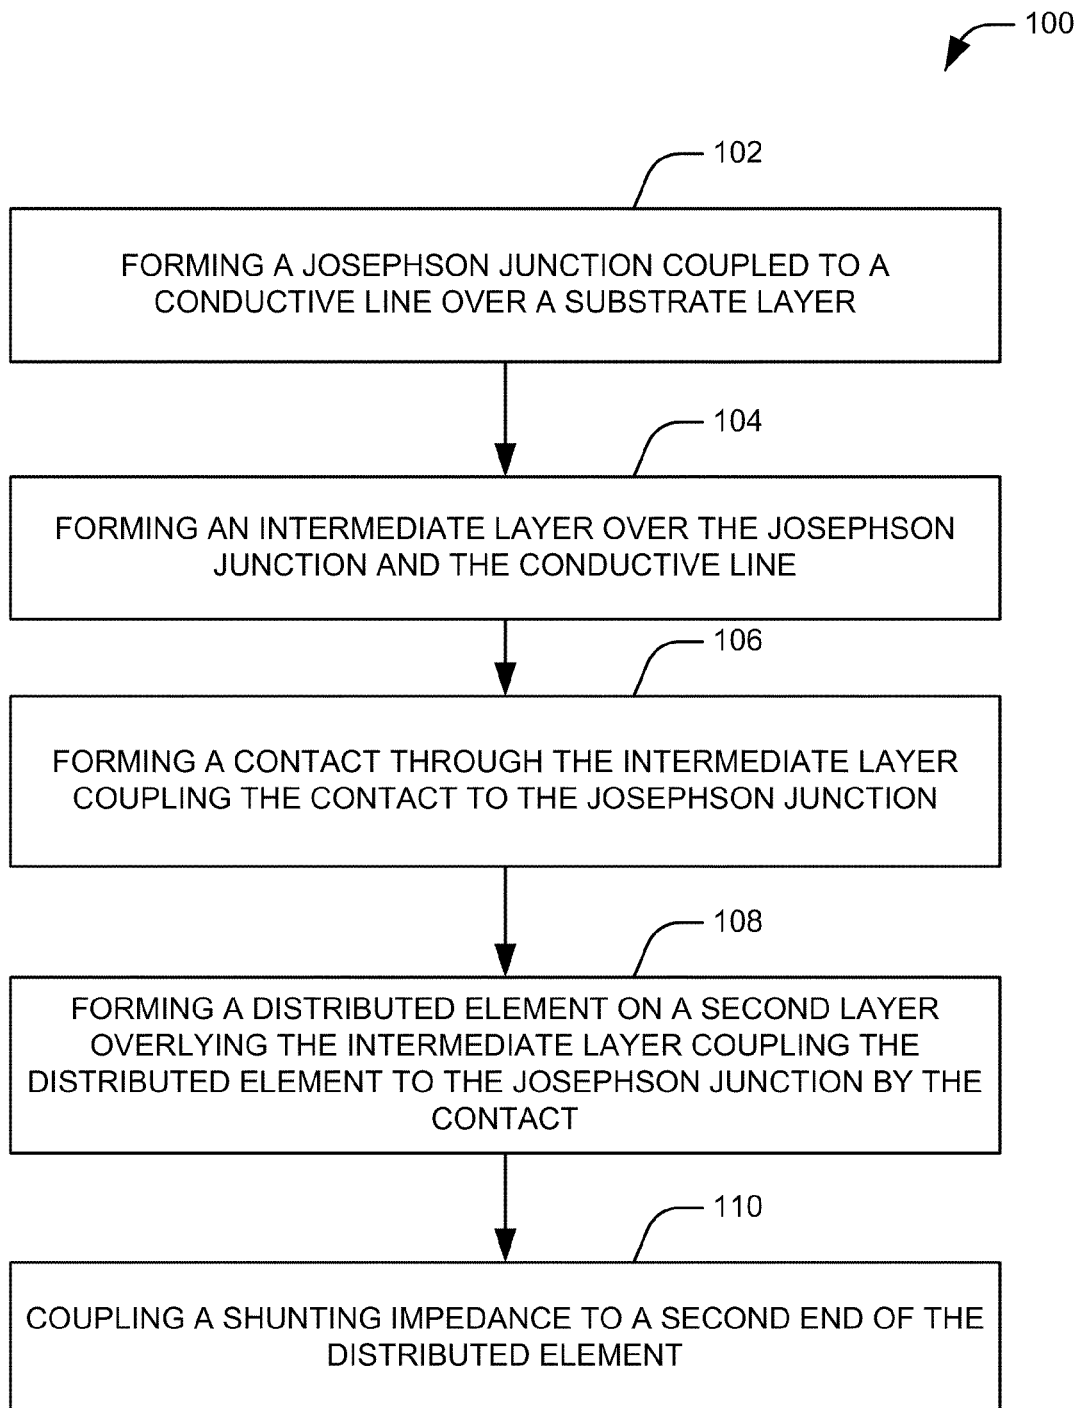 100
102
FORMING A JOSEPHSON JUNCTION COUPLED TO A
CONDUCTIVE LINE OVER A SUBSTRATE LAYER
104
FORMING AN INTERMEDIATE LAYER OVER THE JOSEPHSON
JUNCTION AND THE CONDUCTIVE LINE
106
FORMING A CONTACT THROUGH THE INTERMEDIATE LAYER
COUPLING THE CONTACT TO THE JOSEPHSON JUNCTION
108
FORMING A DISTRIBUTED ELEMENT ON A SECOND LAYER
OVERLYING THE INTERMEDIATE LAYER COUPLING THE
DISTRIBUTED ELEMENT TO THE JOSEPHSON JUNCTION BY THE
CONTACT
110
COUPLING A SHUNTING IMPEDANCE TO A SECOND END OF THE
DISTRIBUTED ELEMENT